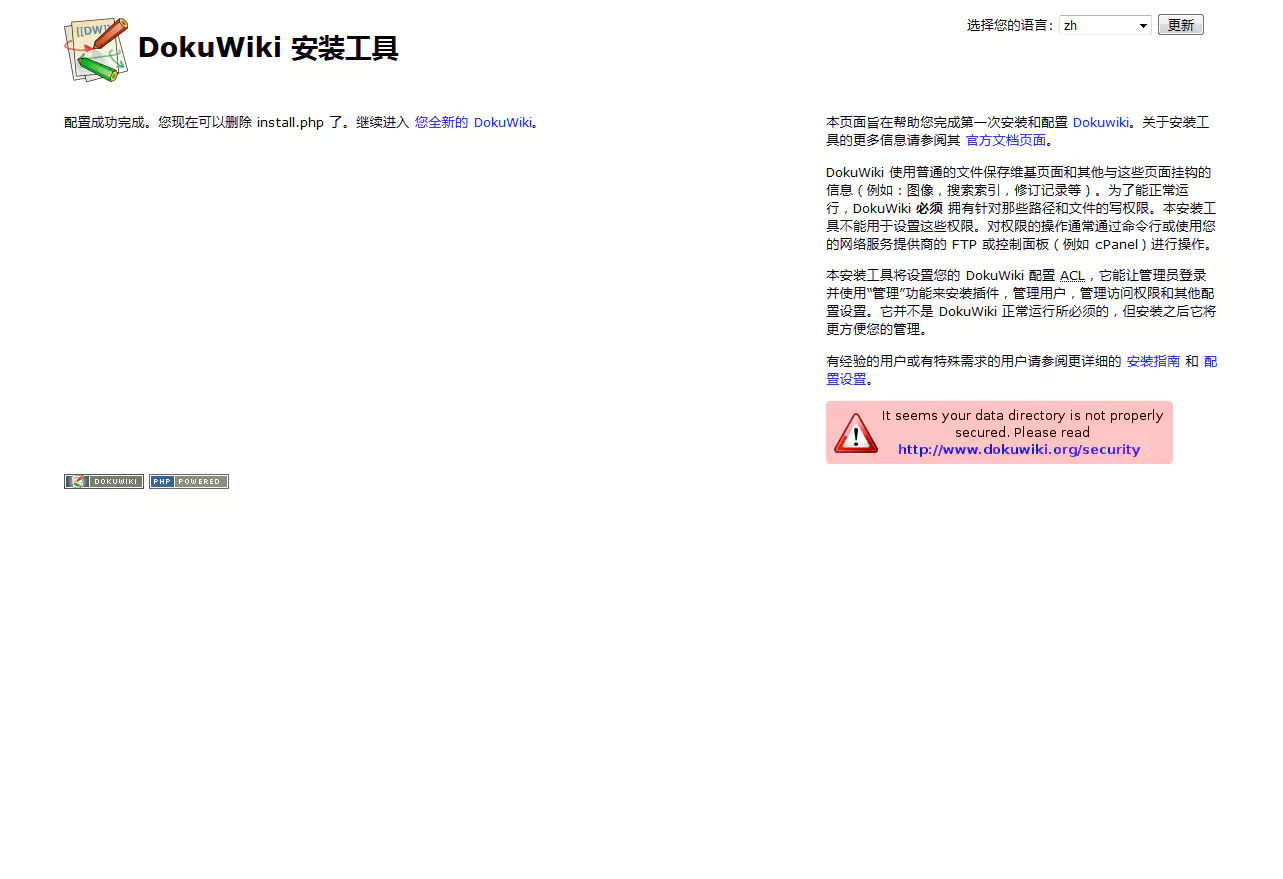 [[DW]]
DokuWiki 安装工具
选择您的语言： zh 更新
配置成功完成。您现在可以删除 install.php 了。继续进入 您全新的 DokuWiki。
本页面旨在帮助您完成第一次安装和配置 Dokuwiki。关于安装工
具的更多信息请参阅其 官方文档页面。
DokuWiki 使用普通的文件保存维基页面和其他与这些页面挂钩的
信息（例如：图像，搜索索引，修订记录等）。为了能正常运
行，DokuWiki 必须 拥有针对那些路径和文件的写权限。本安装工
具不能用于设置这些权限。对权限的操作通常通过命令行或使用您
的网络服务提供商的 FTP 或控制面板（例如 cPanel）进行操作。
本安装工具将设置您的 DokuWiki 配置 ACL，它能让管理员登录
并使用“管理”功能来安装插件，管理用户，管理访问权限和其他配
置设置。它并不是 DokuWiki 正常运行所必须的，但安装之后它将
更方便您的管理。
有经验的用户或有特殊需求的用户请参阅更详细的 安装指南 和 配
置设置。
It seems your data directory is not properly
secured. Please read
http://www.dokuwiki.org/security
DOKUWIKI PHP POWERED